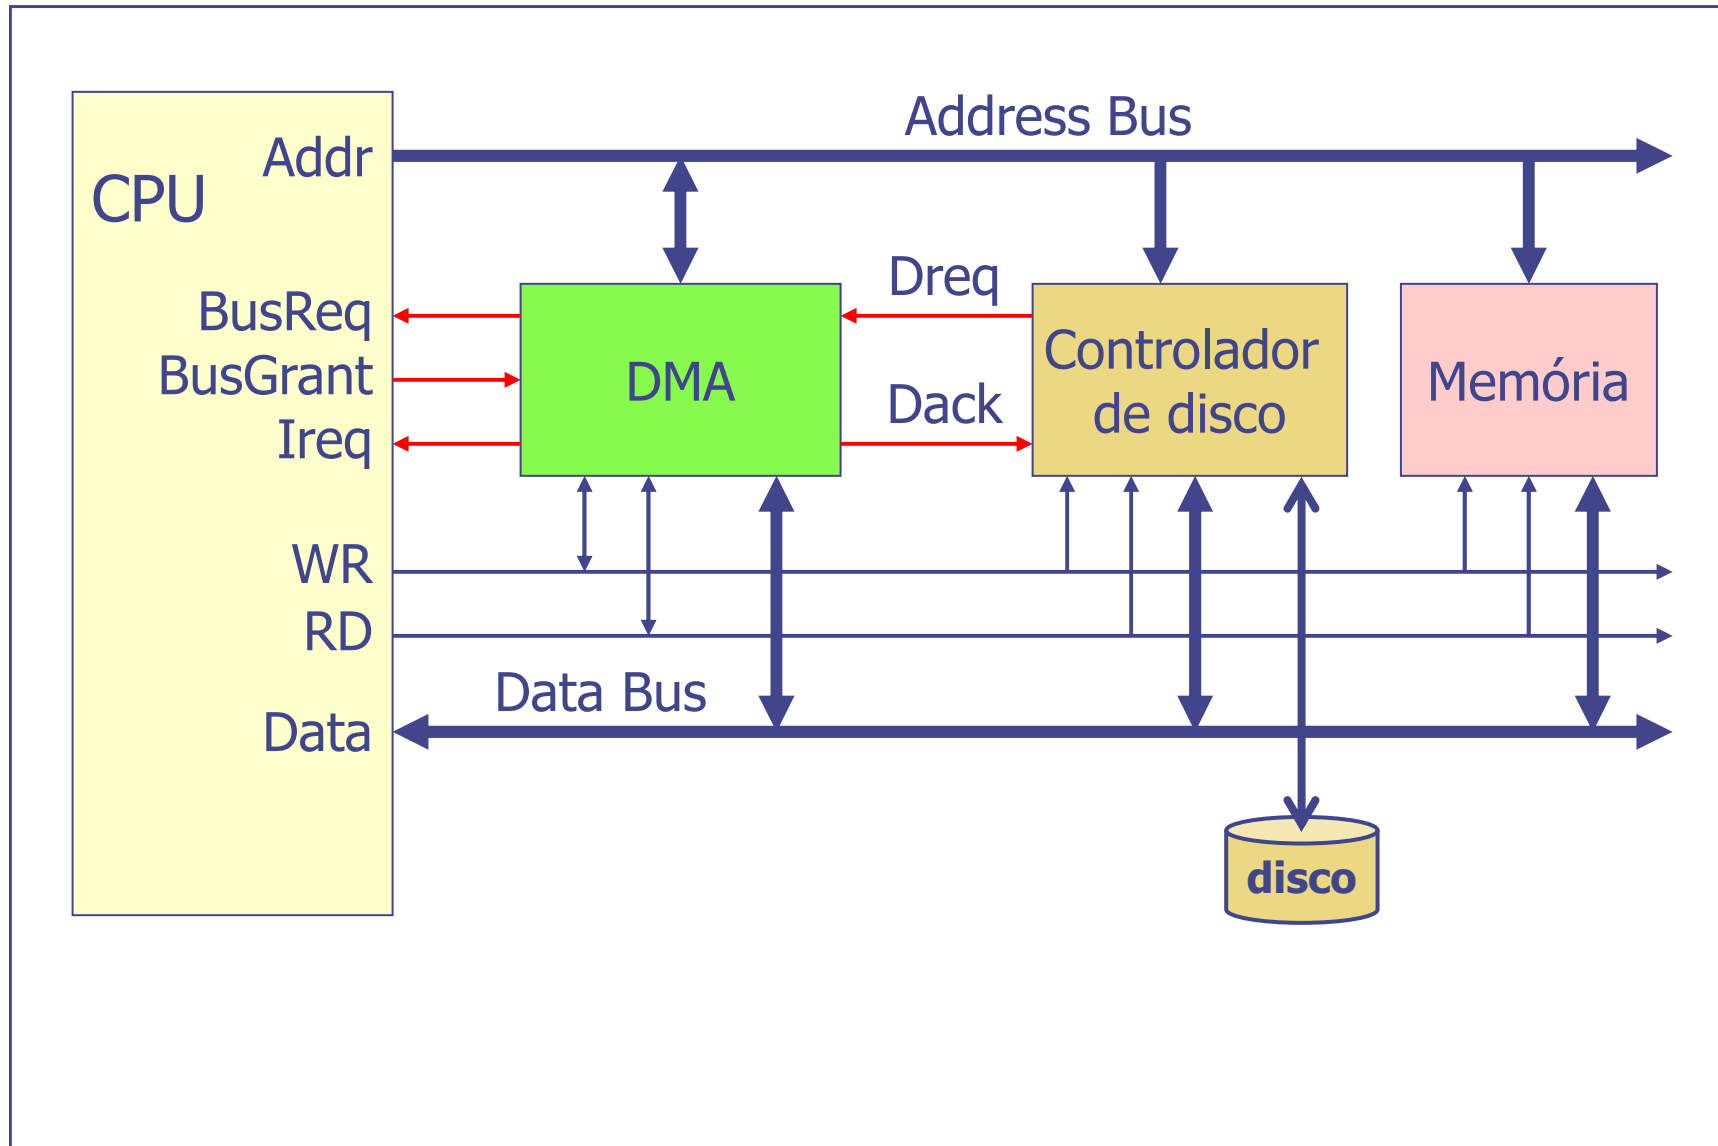 Address Bus
Addr
CPU
Dreq
BusReq
Controlador
BusGrant
DMA
Memória
Dack
de disco
Ireq
WR
RD
Data Bus
Data
disco